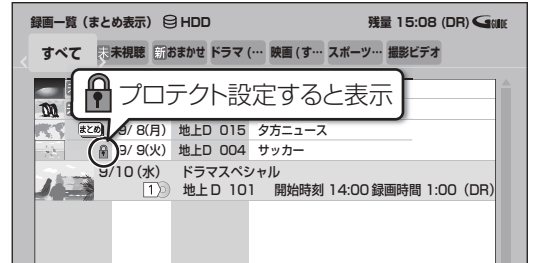 録画一覧(まとめ表示) HDD 残量 15:08 (DR) GGUIDE
すべて 未 未視聴 新 おまかせ ドラマ (… 映画 (す… スポーツ… 撮影ビデオ
プロテクト設定すると表示
まとめ 9/ 8(月) 地上D 015 夕方ニュース
9/ 9(火) 地上D 004 サッカー
9/10 (水) ドラマスペシャル
1 地上D 101 開始時刻 14:00 録画時間 1:00 (DR)